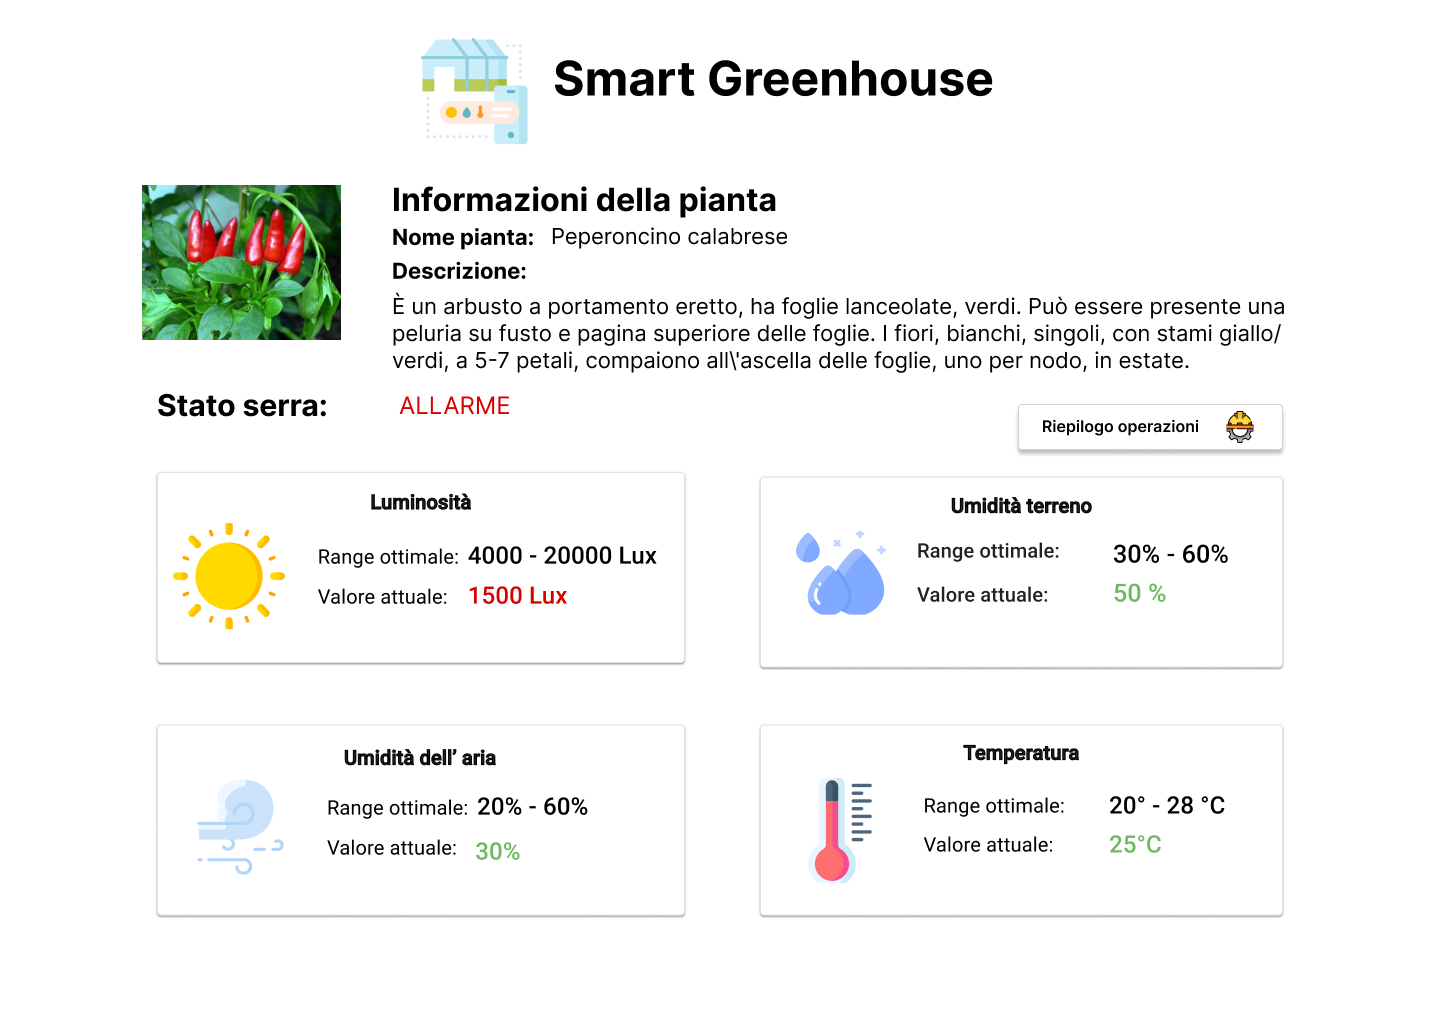 Smart Greenhouse
Informazioni della pianta
Nome pianta: Peperoncino calabrese
Descrizione:
È un arbusto a portamento eretto, ha foglie lanceolate, verdi. Può essere presente una
peluria su fusto e pagina superiore delle foglie. I fiori, bianchi, singoli, con stami giallo/
verdi, a 5-7 petali, compaiono all\'ascella delle foglie, uno per nodo, in estate.
Stato serra: ALLARME
Riepilogo operazioni
Luminosità
Range ottimale: 4000 - 20000 Lux
Valore attuale: 1500 Lux
Umidità terreno
Range ottimale: 30% - 60%
Valore attuale: 50 %
Umidità dell’ aria
Range ottimale: 20% - 60%
Valore attuale: 30%
Temperatura
Range ottimale: 20° - 28 °C
Valore attuale: 25°C